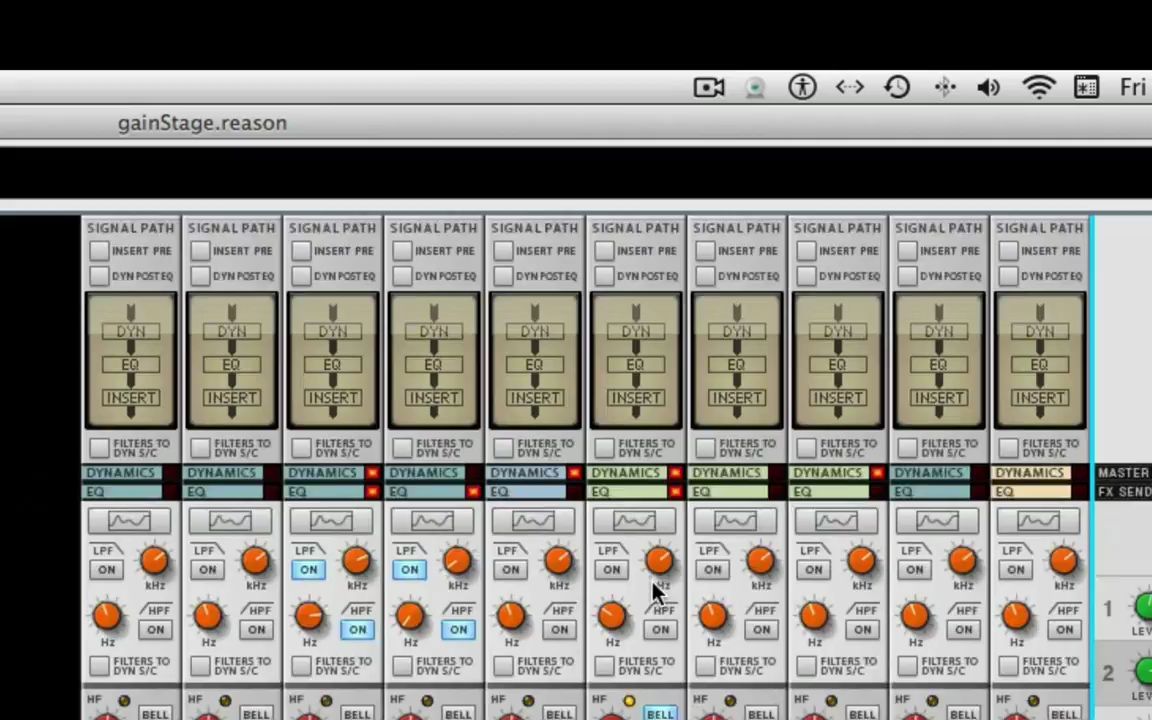 Fri
gainStage.reason
SIGNAL PATH SIGNAL PATH SIGNAL PATH SIGNAL PATH SIGNAL PATH SIGNAL PATH SIGNAL PATH SIGNAL PATH SIGNAL PATH SIGNAL PATH
INSERT PRE INSERT PRE INSERT PRE INSERT PRE INSERT PRE INSERT PRE INSERT PRE INSERT PRE INSERT PRE INSERT PRE
DYN POST EQ DYN POST EQ DYN POST EQ DYN POST EQ DYN POST EQ DYN POST EQ DYN POST EQ DYN POST EQ DYN POST EQ DYN POST EQ
DYN DYN DYN DYN DYN DYN DYN DYN DYN DYN
EQ EQ EQ EQ EQ EQ EQ EQ EQ EQ
INSERT INSERT INSERT INSERT INSERT INSERT INSERT INSERT INSERT INSERT
FILTERS TO FILTERS TO FILTERS TO FILTERS TO FILTERS TO FILTERS TO FILTERS TO FILTERS TO FILTERS TO FILTERS TO
DYN S/C DYN S/C DYN S/C DYN S/C DYN S/C DYN S/C DYN S/C DYN S/C DYN S/C DYN S/C
DYNAMICS DYNAMICS DYNAMICS DYNAMICS DYNAMICS DYNAMICS DYNAMICS DYNAMICS DYNAMICS DYNAMICS MASTER
EQ EQ EQ EQ EQ EQ EQ EQ EQ EQ FX SEND
LPF LPF LPF LPF LPF LPF LPF LPF LPF LPF
ON ON ON ON ON ON ON ON ON ON
kHz kHz kHz kHz kHz kHz kHz kHz kHz kHz
HPF HPF HPF HPF HPF HPF HPF HPF HPF HPF 1
ON ON ON ON ON ON ON ON ON ON LEV
Hz Hz Hz Hz Hz Hz Hz Hz Hz Hz
FILTERS TO FILTERS TO FILTERS TO FILTERS TO FILTERS TO FILTERS TO FILTERS TO FILTERS TO FILTERS TO FILTERS TO
DYN S/C DYN S/C DYN S/C DYN S/C DYN S/C DYN S/C DYN S/C DYN S/C DYN S/C DYN S/C 2
HF HF HF HF HF HF HF HF HF HF LEV
BELL BELL BELL BELL BELL BELL BELL BELL BELL BELL